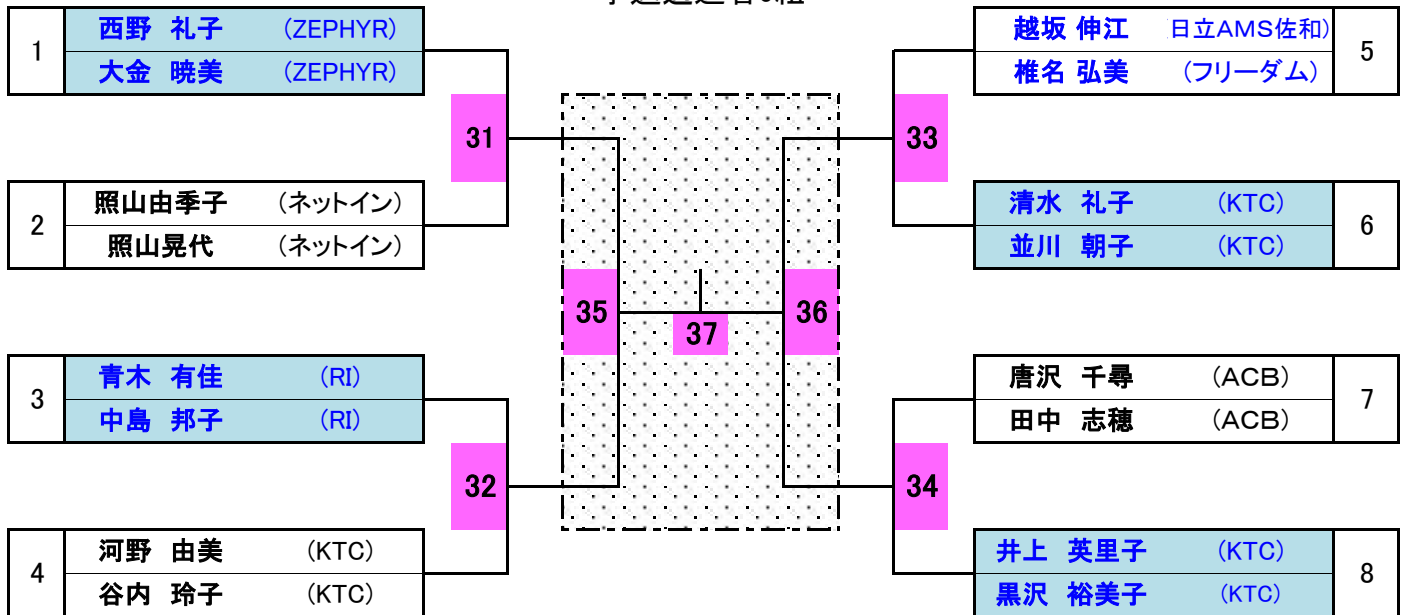 1
西野 礼子 (ZEPHYR)
大金 暁美 (ZEPHYR)
2
照山由季子 (ネットイン)
照山晃代 (ネットイン)
3
青木 有佳 (RI)
中島 邦子 (RI)
4
河野 由美 (KTC)
谷内 玲子 (KTC)
31
32
35
37
36
33
34
越坂 伸江 日立AMS佐和)
椎名 弘美 (フリーダム)
5
清水 礼子 (KTC)
並川 朝子 (KTC)
6
唐沢 千尋 (ACB)
田中 志穂 (ACB)
7
井上 英里子 (KTC)
黒沢 裕美子 (KTC)
8